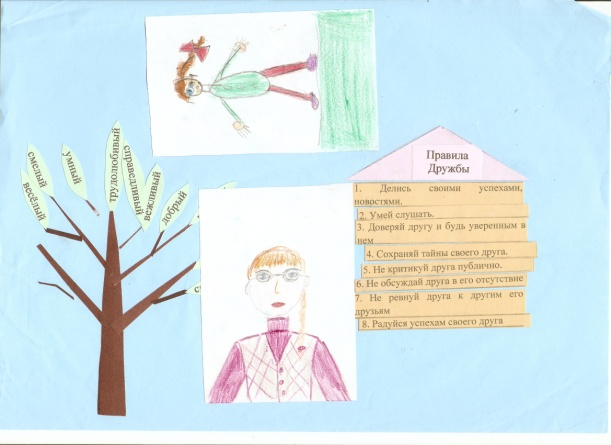 весёлый
смелый
умный
трудолюбивый
справедливый
вежливый
добрый
Правила
Дружбы
1. Делись своими успехами,
новостями.
2. Умей слушать.
3. Доверяй другу и будь уверенным в
нем
4. Сохраняй тайны своего друга.
5. Не критикуй друга публично.
6. Не обсуждай друга в его отсутствие
7. Не ревнуй друга к другим его
друзьям
8. Радуйся успехам своего друга